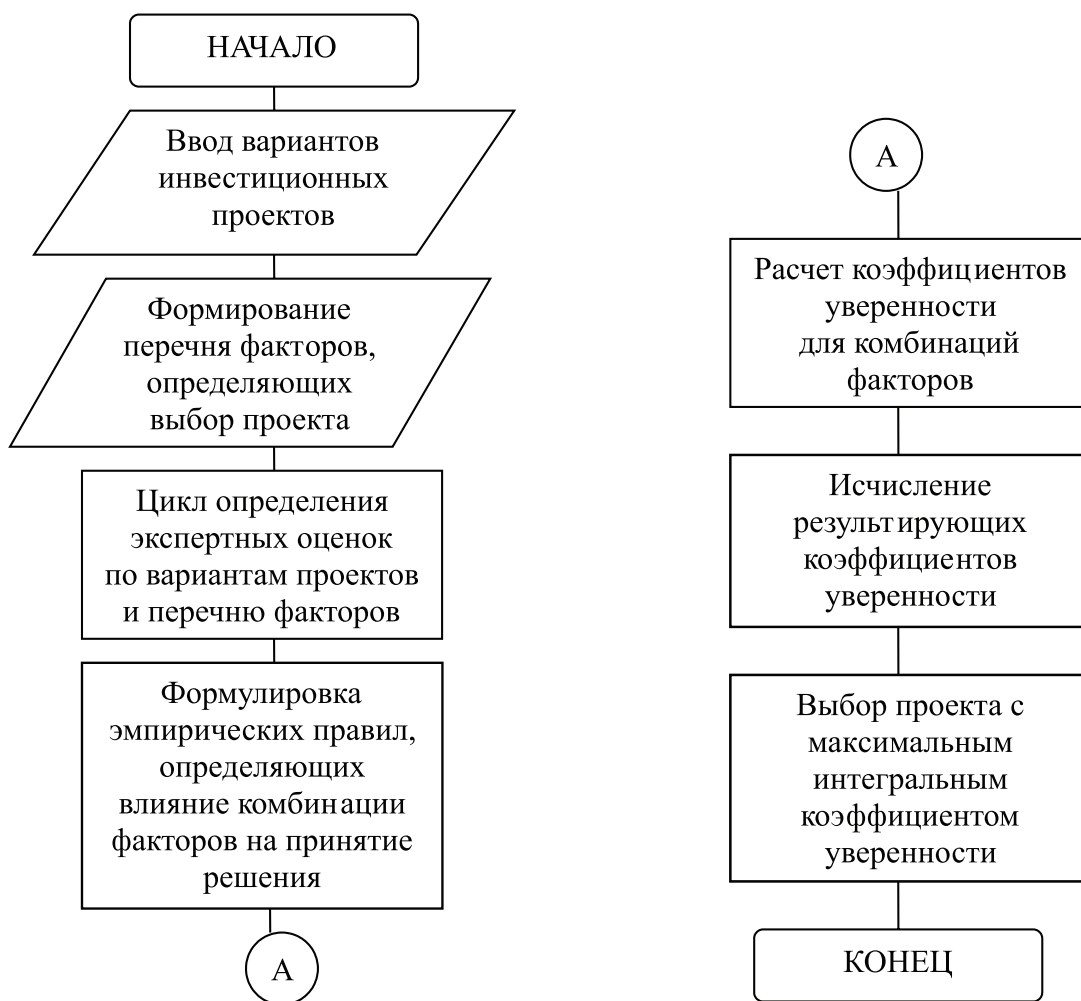 НАЧАЛО
Ввод вариантов
инвестиционных
проектов
Формирование
перечня факторов,
определяющих
выбор проекта
Цикл определения
экспертных оценок
по вариантам проектов
и перечню факторов
Формулировка
эмпирических правил,
определяющих
влияние комбинации
факторов на принятие
решения
А
А
Расчет коэффициентов
уверенности
для комбинаций
факторов
Исчисление
результирующих
коэффициентов
уверенности
Выбор проекта с
максимальным
интегральным
коэффициентом
уверенности
КОНЕЦ